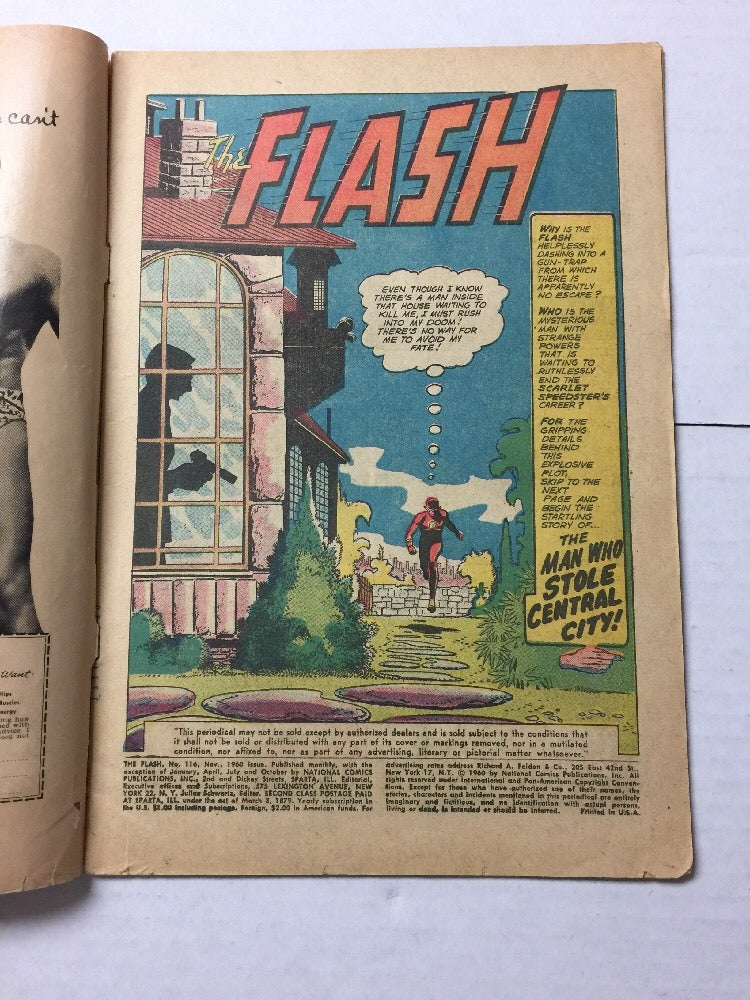 can't
The
FLASH
EVEN THOUGH I KNOW
THERE'S A MAN INSIDE
THAT HOUSE WAITING TO
KILL ME, I MUST RUSH
INTO MY DOOM!
THERE'S NO WAY FOR
ME TO AVOID MY
FATE!
WHY IS THE
FLASH
HELPLESSLY
DASHING INTO A
GUN-TRAP
FROM WHICH
THERE IS
APPARENTLY
NO ESCAPE?
WHO IS THE
MYSTERIOUS
MAN WITH
STRANGE
POWERS
THAT IS
WAITING TO
RUTHLESSLY
END THE
SCARLET
SPEEDSTER'S
CAREER?
FOR THE
GRIPPING
DETAILS
BEHIND
THIS
EXPLOSIVE
PLOT,
SKIP TO THE
NEXT
PAGE AND
BEGIN THE
STARTLING
STORY OF...
THE
MAN WHO
STOLE
CENTRAL
CITY!
Want
"This periodical may not be sold except by authorized dealers and is sold subject to the conditions that
it shall not be sold or distributed with any part of its cover or markings removed, nor in a mutilated
condition, nor affixed to, nor as part of any advertising, literary or pictorial matter whatsoever."
THE FLASH, No. 116, Nov., 1960 issue. Published monthly, with the
exception of January, April, July and October by NATIONAL COMICS
PUBLICATIONS, INC., 2nd and Dickey Streets, SPARTA, ILL. Editorial,
Executive offices and Subscriptions, 575 LEXINGTON AVENUE, NEW
YORK 22, N. Y. Julius Schwartz, Editor. SECOND CLASS POSTAGE PAID
AT SPARTA, ILL. under the act of March 3, 1879. Yearly subscription in
the U.S. $1.00 including postage. Foreign, $2.00 in American funds. For
advertising rates address Richard A. Feldon & Co., 205 East 42nd St.,
New York 17, N.Y. © 1960 by National Comics Publications, Inc. All
rights reserved under International and Pan-American Copyright Conven-
tions. Except for those who have authorized use of their names, the
stories, characters and incidents mentioned in this periodical are entirely
imaginary and fictitious, and no identification with actual persons,
living or dead, is intended or should be inferred. Printed in U.S.A.